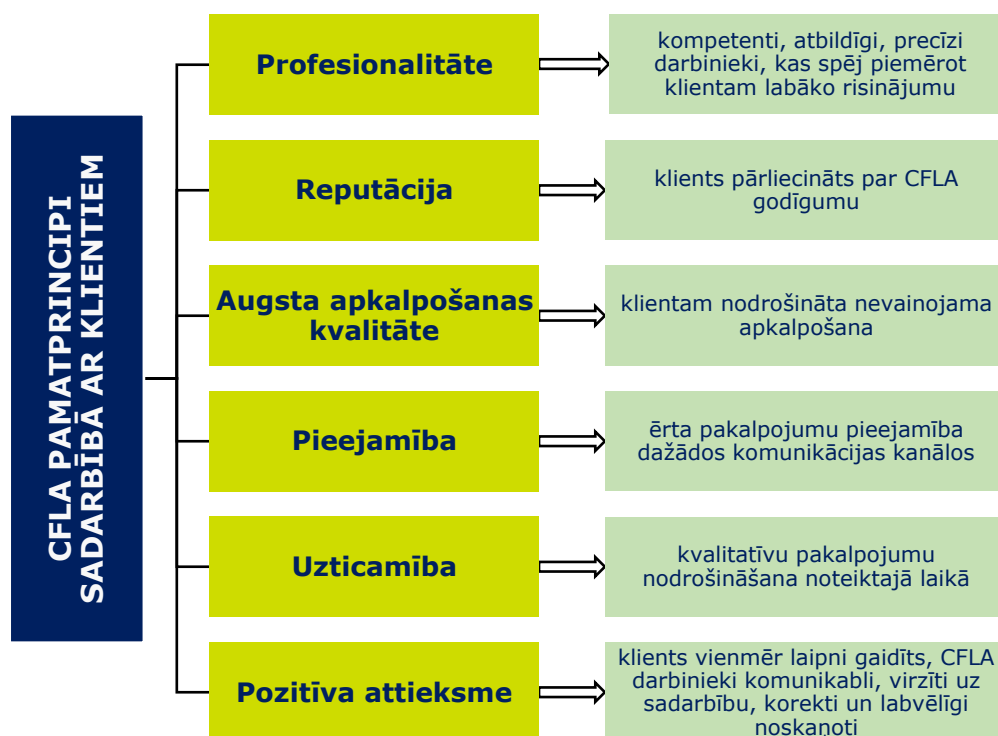 CFLA PAMATPRINCIPI
SADARBĪBĀ AR KLIENTIEM
Profesionalitāte
kompetenti, atbildīgi, precīzi
darbinieki, kas spēj piemērot
klientam labāko risinājumu
Reputācija
klients pārliecināts par CFLA
godīgumu
Augsta apkalpošanas
kvalitāte
klientam nodrošināta nevainojama
apkalpošana
Pieejamība
ērta pakalpojumu pieejamība
dažādos komunikācijas kanālos
Uzticamība
kvalitatīvu pakalpojumu
nodrošināšana noteiktajā laikā
Pozitīva attieksme
klients vienmēr laipni gaidīts, CFLA
darbinieki komunikabli, virzīti uz
sadarbību, korekti un labvēlīgi
noskaņoti